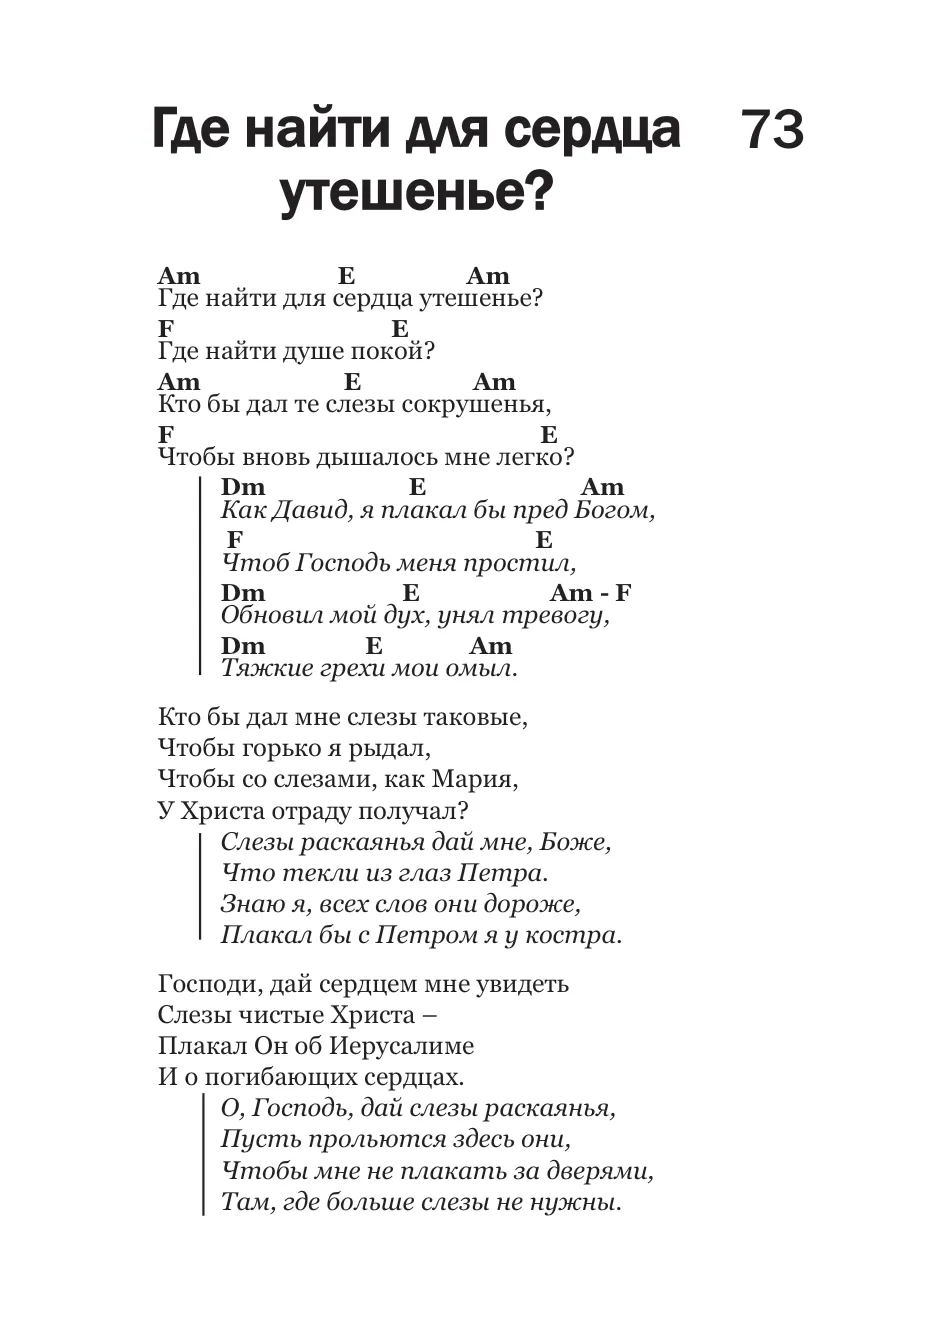 Где найти для сердца 73
утешенье?
Am E Am
Где найти для сердца утешенье?
F E
Где найти душе покой?
Am E Am
Кто бы дал те слезы сокрушенья,
F E
Чтобы вновь дышалось мне легко?
Dm E Am
Как Давид, я плакал бы пред Богом,
F E
Чтоб Господь меня простил,
Dm E Am - F
Обновил мой дух, унял тревогу,
Dm E Am
Тяжкие грехи мои омыл.
Кто бы дал мне слезы таковые,
Чтобы горько я рыдал,
Чтобы со слезами, как Мария,
У Христа отраду получал?
Слезы раскаянья дай мне, Боже,
Что текли из глаз Петра.
Знаю я, всех слов они дороже,
Плакал бы с Петром я у костра.
Господи, дай сердцем мне увидеть
Слезы чистые Христа –
Плакал Он об Иерусалиме
И о погибающих сердцах.
О, Господь, дай слезы раскаянья,
Пусть прольются здесь они,
Чтобы мне не плакать за дверями,
Там, где больше слезы не нужны.